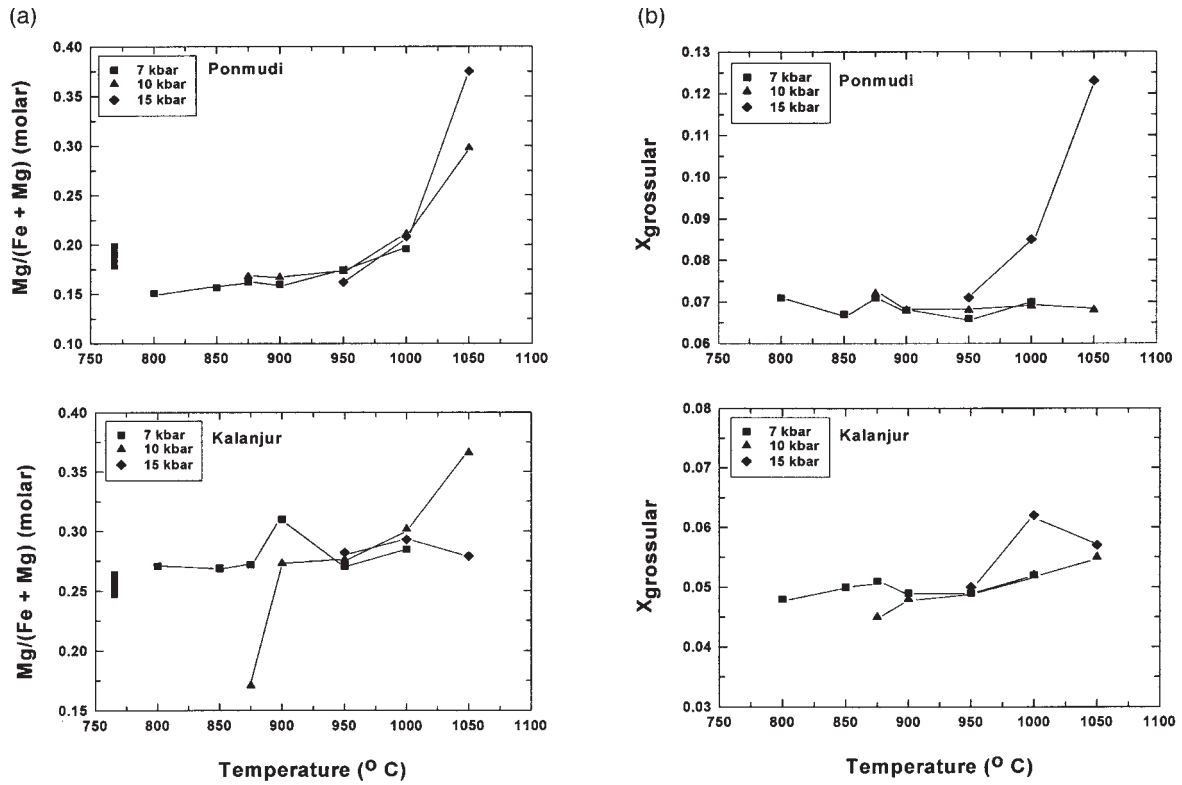 (a)
Mg/(Fe + Mg) (molar)
0.40
0.35
0.30
0.25
0.20
0.15
0.10
7 kbar
10 kbar
15 kbar
Ponmudi
750 800 850 900 950 1000 1050 1100
Mg/(Fe + Mg) (molar)
0.40
0.35
0.30
0.25
0.20
0.15
7 kbar
10 kbar
15 kbar
Kalanjur
750 800 850 900 950 1000 1050 1100
Temperature (° C)
(b)
Xgrossular
0.13
0.12
0.11
0.10
0.09
0.08
0.07
0.06
7 kbar
10 kbar
15 kbar
Ponmudi
750 800 850 900 950 1000 1050 1100
Xgrossular
0.08
0.07
0.06
0.05
0.04
0.03
7 kbar
10 kbar
15 kbar
Kalanjur
750 800 850 900 950 1000 1050 1100
Temperature (° C)